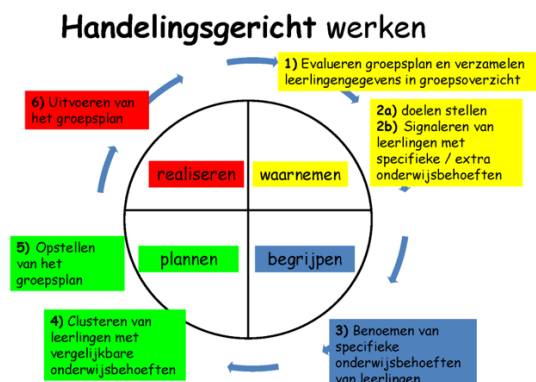 Handelingsgericht werken
1) Evalueren groepsplan en verzamelen
leerlingengegevens in groepsoverzicht
2a) doelen stellen
2b) Signaleren van
leerlingen met
specifieke / extra
onderwijsbehoeften
3) Benoemen van
specifieke
onderwijsbehoeften
van leerlingen
4) Clusteren van
leerlingen met
vergelijkbare
onderwijsbehoeften
5) Opstellen
van het
groepsplan
6) Uitvoeren van
het groepsplan
realiseren
waarnemen
plannen
begrijpen